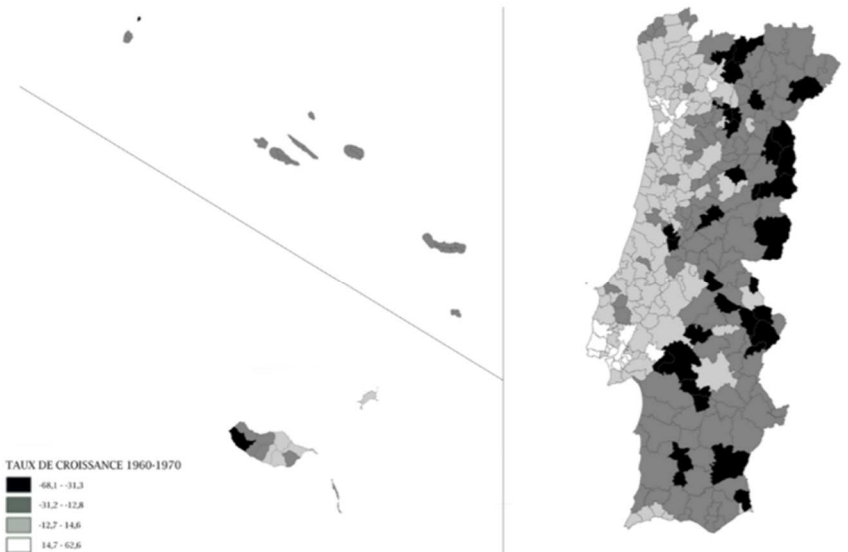 TAUX DE CROISSANCE 1960-1970
-68,1 - -31,3
-31,2 - -12,8
-12,7 - 14,6
14,7 - 62,6